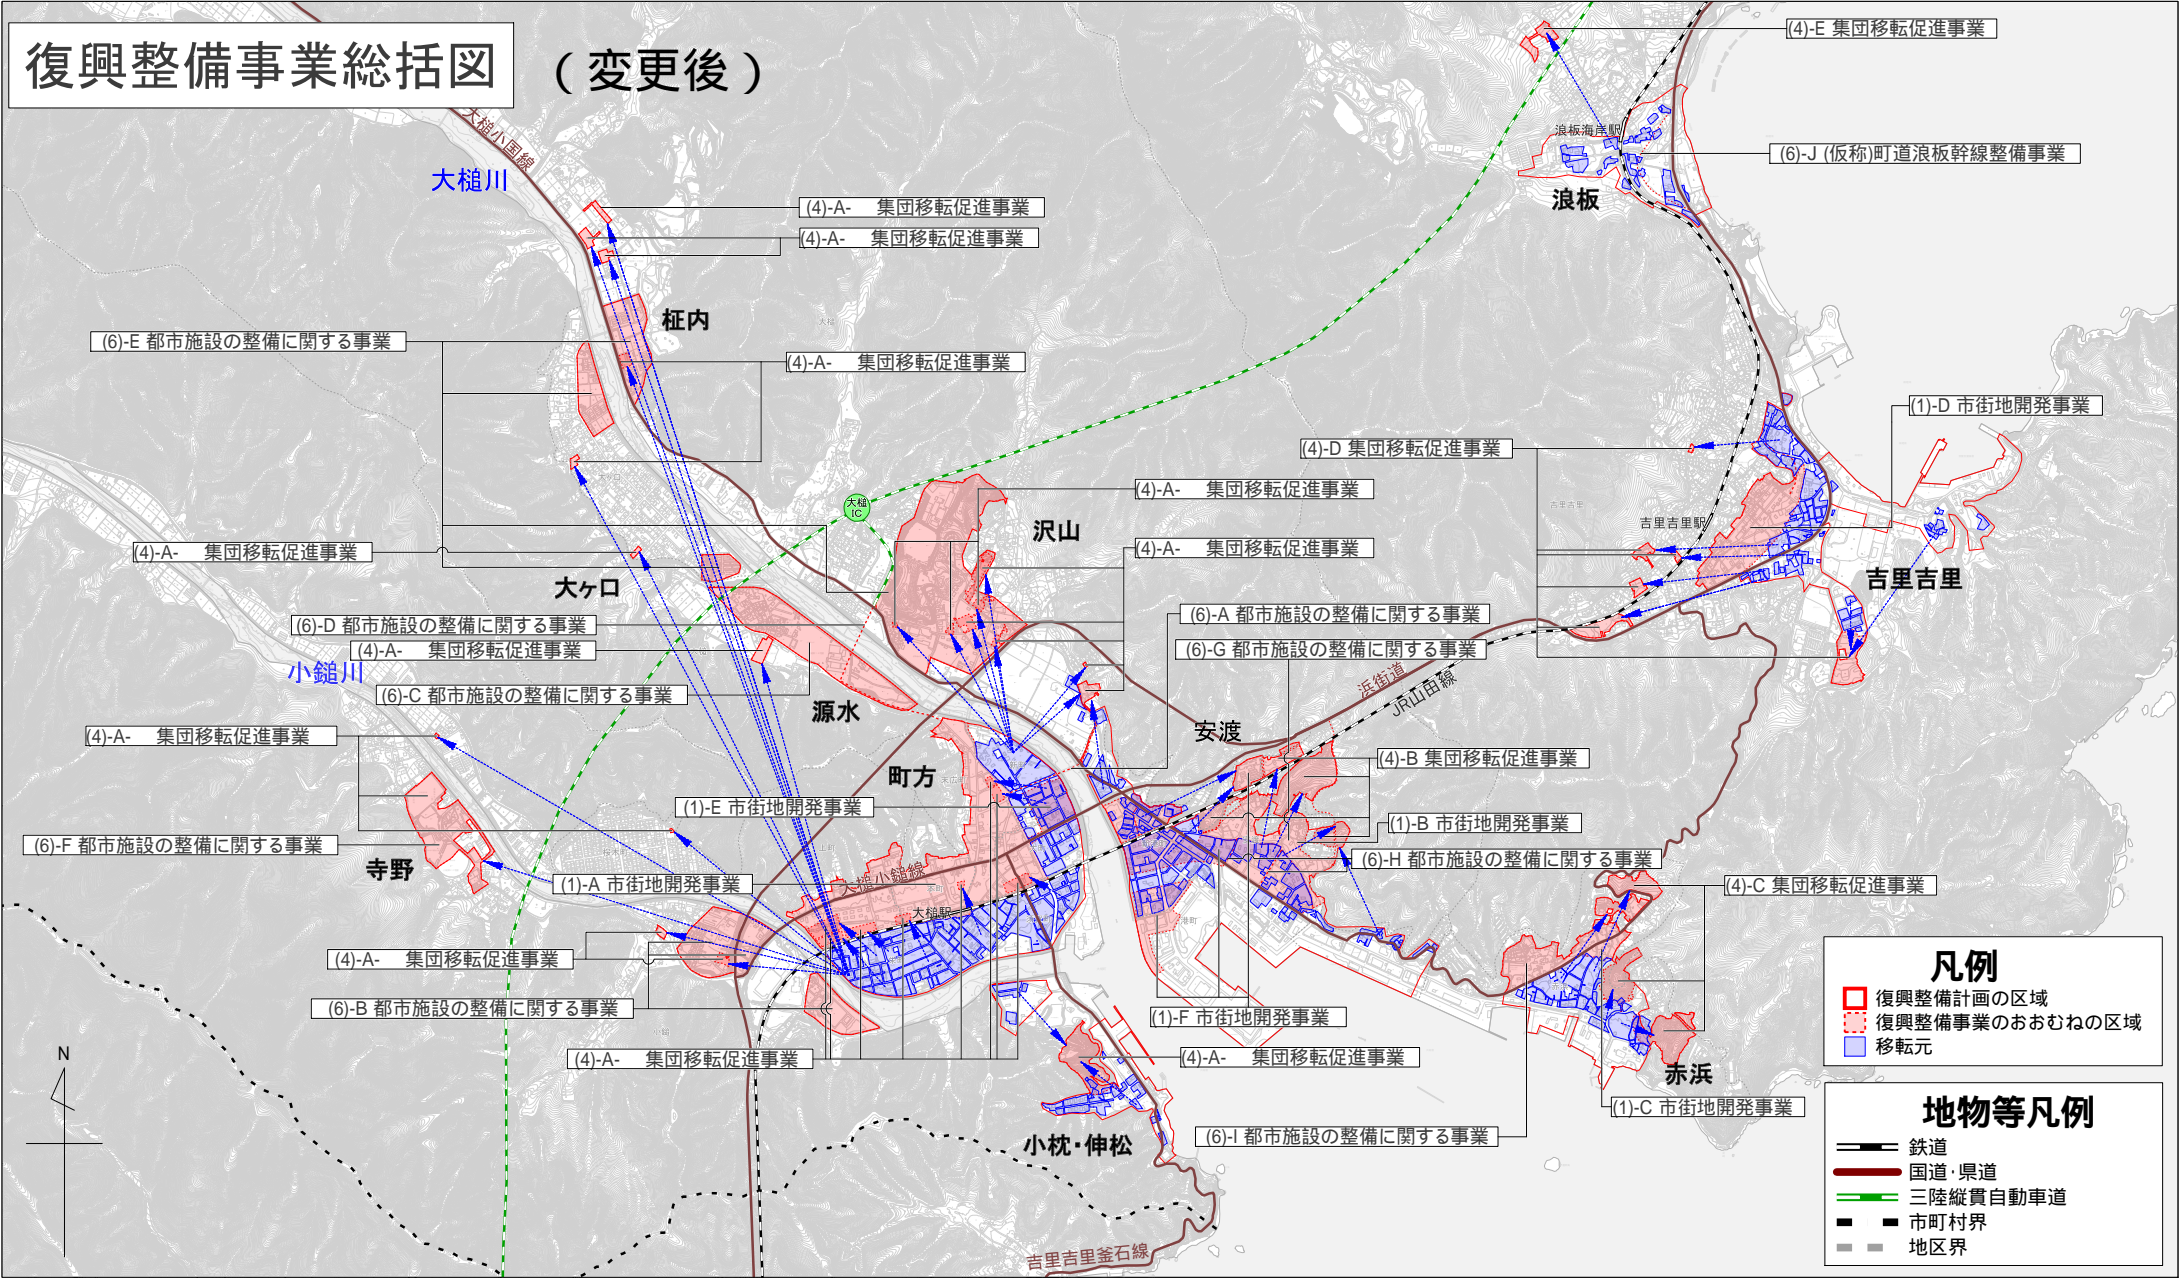 復興整備事業総括図
（変更後）
(4)-E 集団移転促進事業
大槌小国線
大槌川
浪板海岸駅
(6)-J (仮称)町道浪板幹線整備事業
浪板
(4)-A-　集団移転促進事業
(4)-A-　集団移転促進事業
柾内
(6)-E 都市施設の整備に関する事業
(4)-A-　集団移転促進事業
(1)-D 市街地開発事業
(4)-D 集団移転促進事業
(4)-A-　集団移転促進事業
大槌
IC
沢山
吉里吉里
吉里吉里駅
(4)-A-　集団移転促進事業
(4)-A-　集団移転促進事業
大ケ口
吉里吉里
(6)-A 都市施設の整備に関する事業
(6)-D 都市施設の整備に関する事業
(4)-A-　集団移転促進事業
(6)-G 都市施設の整備に関する事業
小鎚川
浜街道
JR山田線
(6)-C 都市施設の整備に関する事業
源水
安渡
(4)-A-　集団移転促進事業
(4)-B 集団移転促進事業
町方
(1)-E 市街地開発事業
(1)-B 市街地開発事業
(6)-F 都市施設の整備に関する事業
(6)-H 都市施設の整備に関する事業
寺野
大槌小鎚線
(1)-A 市街地開発事業
(4)-C 集団移転促進事業
大槌駅
港町
(4)-A-　集団移転促進事業
(6)-B 都市施設の整備に関する事業
(1)-F 市街地開発事業
(4)-A-　集団移転促進事業
(4)-A-　集団移転促進事業
赤浜
(1)-C 市街地開発事業
(6)-I 都市施設の整備に関する事業
小枕・伸松
吉里吉里釜石線
N
凡例
復興整備計画の区域
復興整備事業のおおむねの区域
移転元
地物等凡例
鉄道
国道・県道
三陸縦貫自動車道
市町村界
地区界